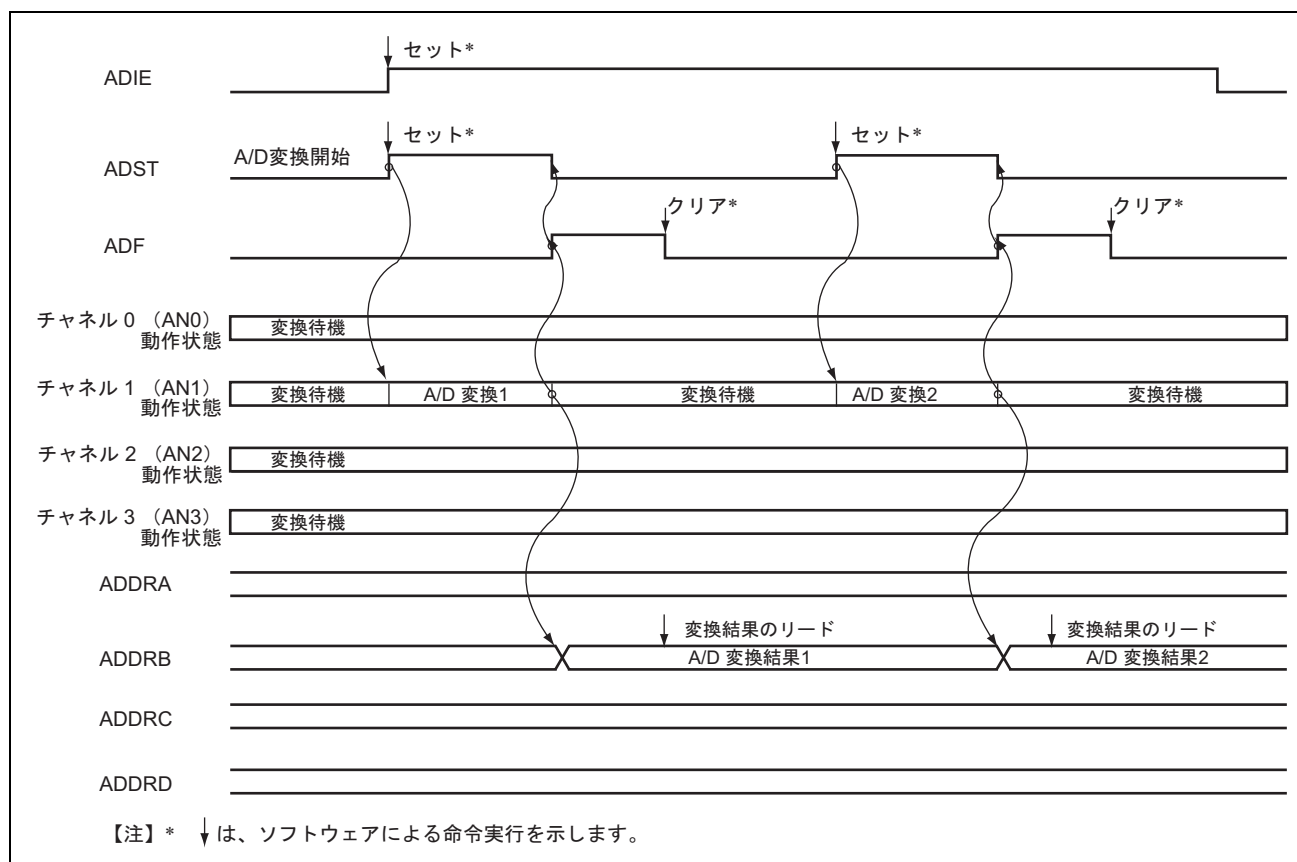 セット*
ADIE
セット*
セット*
A/D変換開始
ADST
クリア*
クリア*
ADF
チャネル 0 （AN0）
動作状態
変換待機
チャネル 1 （AN1）
動作状態
変換待機
A/D 変換1
変換待機
A/D 変換2
変換待機
チャネル 2 （AN2）
動作状態
変換待機
チャネル 3 （AN3）
動作状態
変換待機
ADDRA
変換結果のリード
変換結果のリード
ADDRB
A/D 変換結果1
A/D 変換結果2
ADDRC
ADDRD
【注】* ↓は、ソフトウェアによる命令実行を示します。